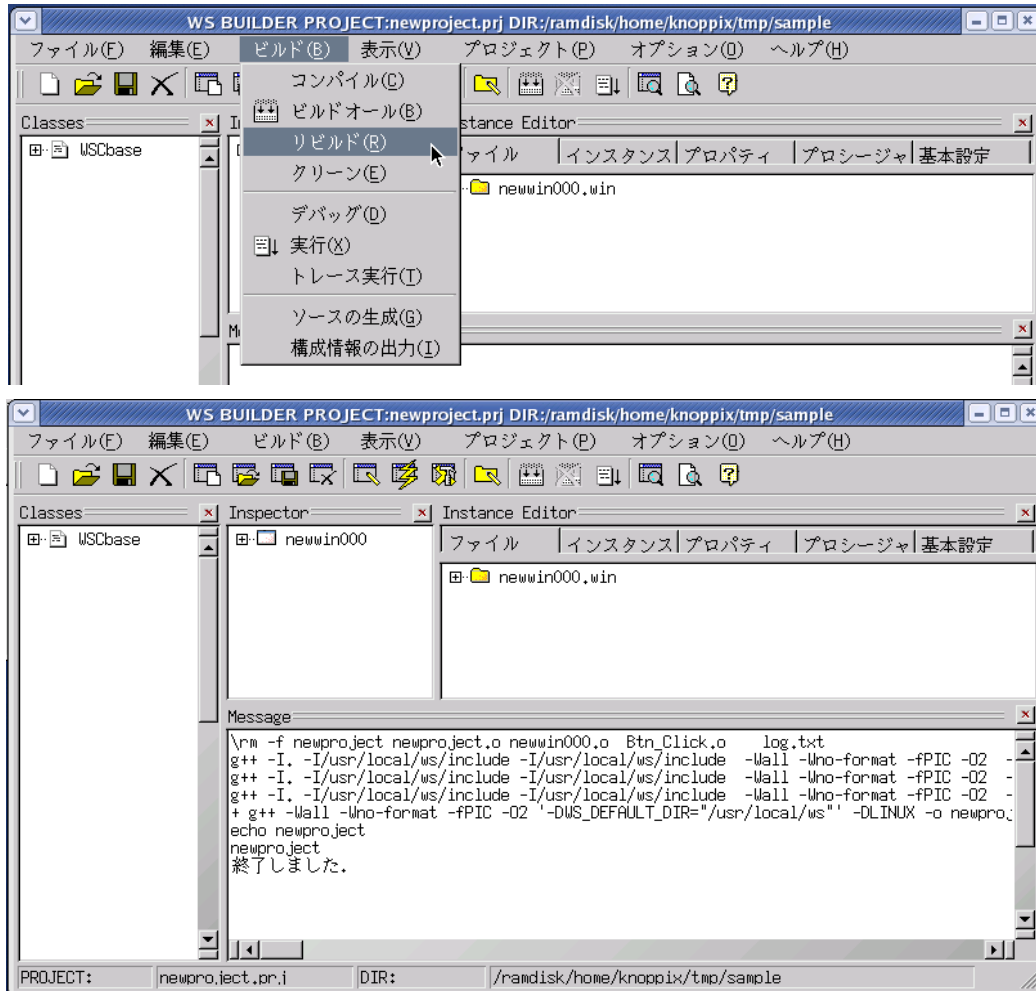 WS BUILDER PROJECT:newproject.prj DIR:/ramdisk/home/knoppix/tmp/sample
ファイル(F) 編集(E) ビルド(B) 表示(V) プロジェクト(P) オプション(O) ヘルプ(H)
コンパイル(C)
ビルドオール(B)
リビルド(R)
クリーン(E)
デバッグ(D)
実行(X)
トレース実行(T)
ソースの生成(G)
構成情報の出力(I)
Classes
WSCbase
stance Editor
ァイル インスタンス プロパティ プロシージャ 基本設定
newwin000.win
WS BUILDER PROJECT:newproject.prj DIR:/ramdisk/home/knoppix/tmp/sample
ファイル(F) 編集(E) ビルド(B) 表示(V) プロジェクト(P) オプション(O) ヘルプ(H)
Classes Inspector Instance Editor
WSCbase
newwin000
ファイル インスタンス プロパティ プロシージャ 基本設定
newwin000.win
Message
\rm -f newproject newproject.o newwin000.o Btn_Click.o log.txt
g++ -I. -I/usr/local/ws/include -I/usr/local/ws/include -Wall -Wno-format -fPIC -O2 -
g++ -I. -I/usr/local/ws/include -I/usr/local/ws/include -Wall -Wno-format -fPIC -O2 -
g++ -I. -I/usr/local/ws/include -I/usr/local/ws/include -Wall -Wno-format -fPIC -O2 -
+ g++ -Wall -Wno-format -fPIC -O2 '-DWS_DEFAULT_DIR="/usr/local/ws"' -DLINUX -o newproj
echo newproject
newproject
終了しました.
PROJECT: newproject.prj DIR: /ramdisk/home/knoppix/tmp/sample